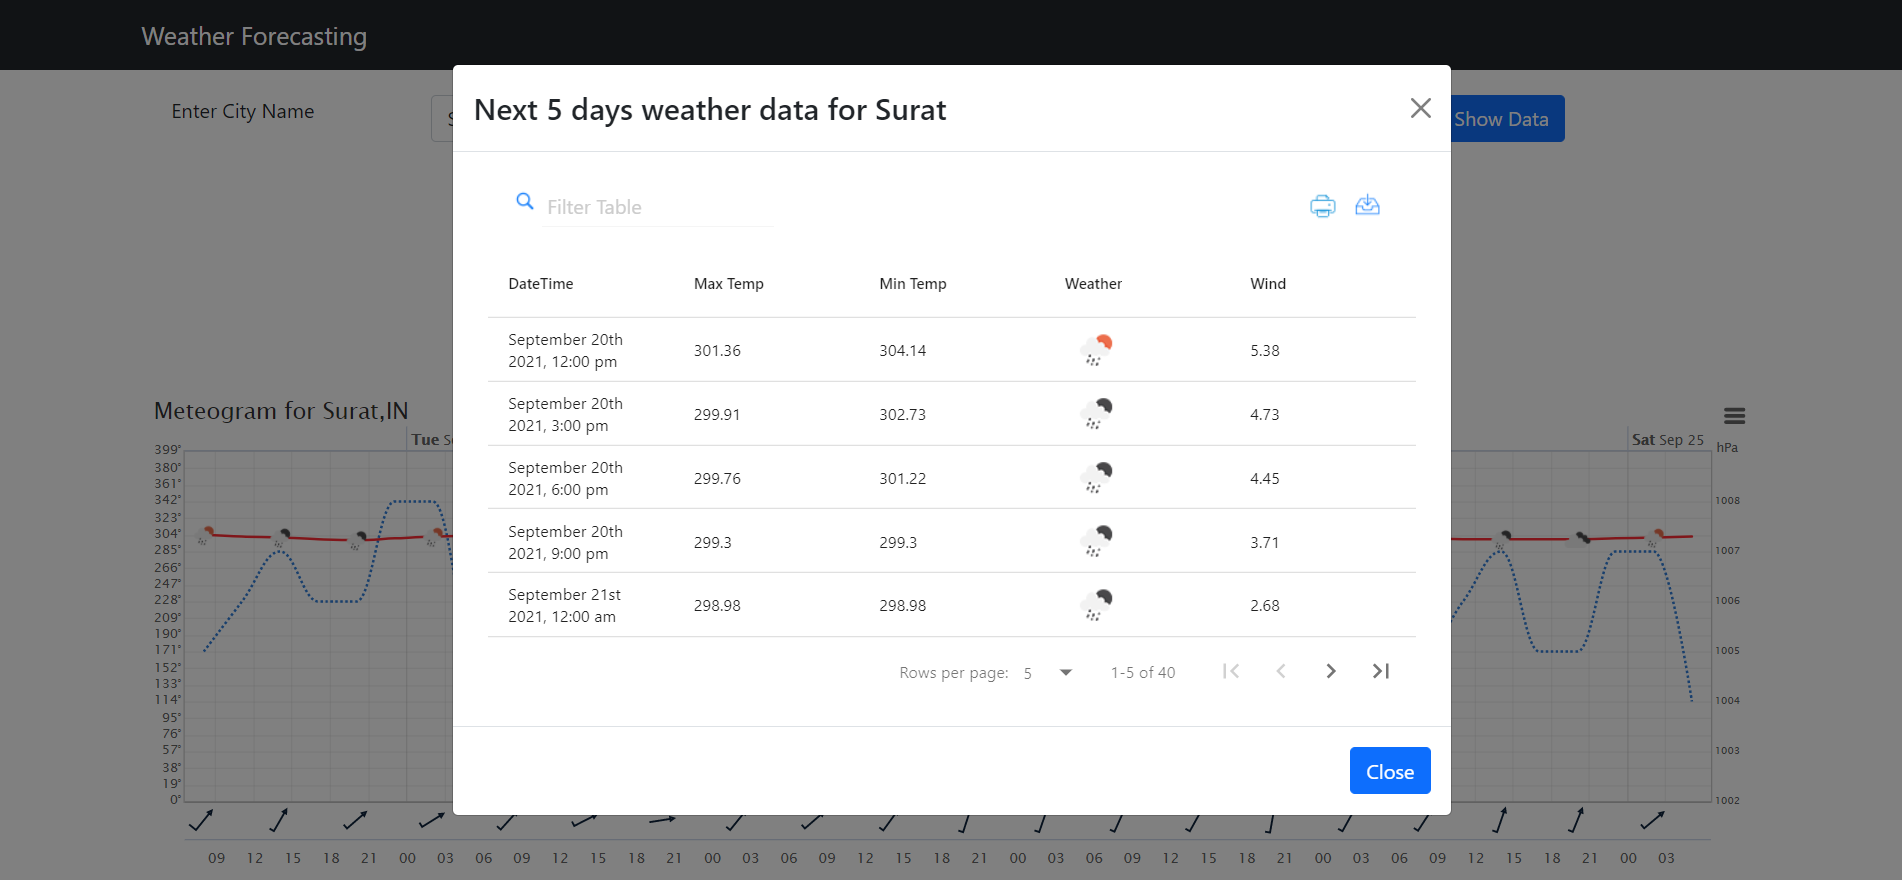 Weather Forecasting
Enter City Name
Show Data
Next 5 days weather data for Surat
Filter Table
DateTime Max Temp Min Temp Weather Wind
September 20th
2021, 12:00 pm
301.36 304.14 5.38
September 20th
2021, 3:00 pm
299.91 302.73 4.73
September 20th
2021, 6:00 pm
299.76 301.22 4.45
September 20th
2021, 9:00 pm
299.3 299.3 3.71
September 21st
2021, 12:00 am
298.98 298.98 2.68
Rows per page: 5 1-5 of 40
Close
Meteogram for Surat,IN
Tue
Sat Sep 25
hPa
399°
380°
361°
342°
323°
304°
285°
266°
247°
228°
209°
190°
171°
152°
133°
114°
95°
76°
57°
38°
19°
0°
1008
1007
1006
1005
1004
1003
1002
09 12 15 18 21 00 03 06 09 12 15 18 21 00 03 06 09 12 15 18 21 00 03 06 09 12 15 18 21 00 03 06 09 12 15 18 21 00 03